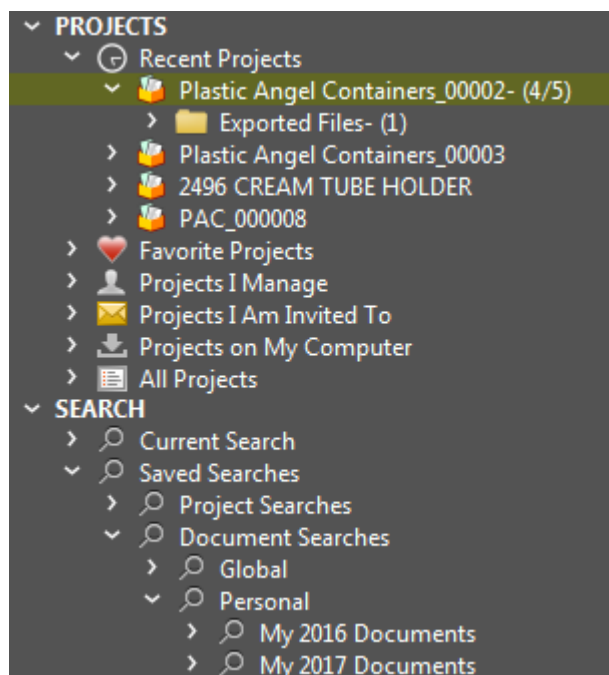 PROJECTS
Recent Projects
Plastic Angel Containers_00002- (4/5)
Exported Files- (1)
Plastic Angel Containers_00003
2496 CREAM TUBE HOLDER
PAC_000008
Favorite Projects
Projects I Manage
Projects I Am Invited To
Projects on My Computer
All Projects
SEARCH
Current Search
Saved Searches
Project Searches
Document Searches
Global
Personal
My 2016 Documents
My 2017 Documents